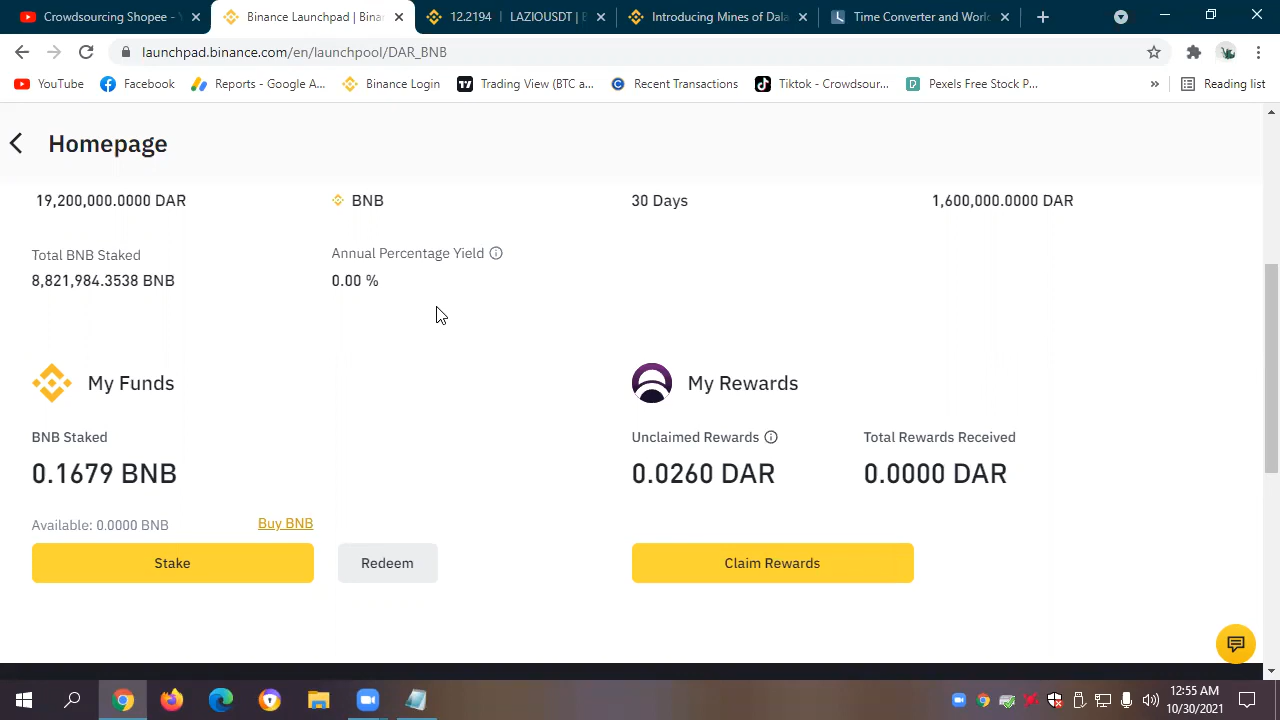 Crowdsourcing Shopee -
Binance Launchpad | Bina
12.2194 | LAZIOUSDT | B
Introducing Mines of Dala
Time Converter and World
launchpad.binance.com/en/launchpool/DAR_BNB
YouTube
Facebook
Reports - Google A...
Binance Login
Trading View (BTC a...
Recent Transactions
Tiktok - Crowdsour...
Pexels Free Stock P...
»
Reading list
Homepage
19,200,000.0000 DAR
BNB
30 Days
1,600,000.0000 DAR
Total BNB Staked
Annual Percentage Yield
8,821,984.3538 BNB
0.00 %
My Funds
My Rewards
BNB Staked
Unclaimed Rewards
Total Rewards Received
0.1679 BNB
0.0260 DAR
0.0000 DAR
Available: 0.0000 BNB
Buy BNB
Stake
Redeem
Claim Rewards
12:55 AM
10/30/2021